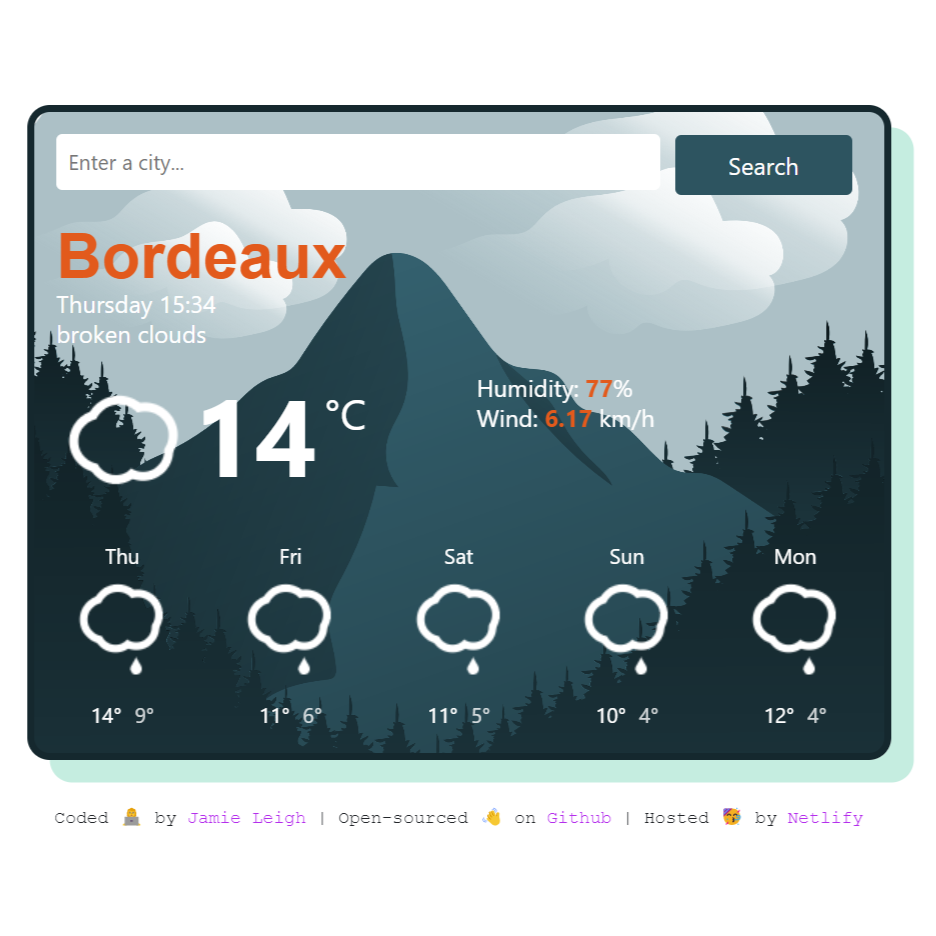 Enter a city...
Search
Bordeaux
Thursday 15:34
broken clouds
14 °C
Humidity: 77%
Wind: 6.17 km/h
Thu Fri Sat Sun Mon
14° 9° 11° 6° 11° 5° 10° 4° 12° 4°
Coded 👩‍💻 by Jamie Leigh | Open-sourced 👋 on Github | Hosted 🥳 by Netlify